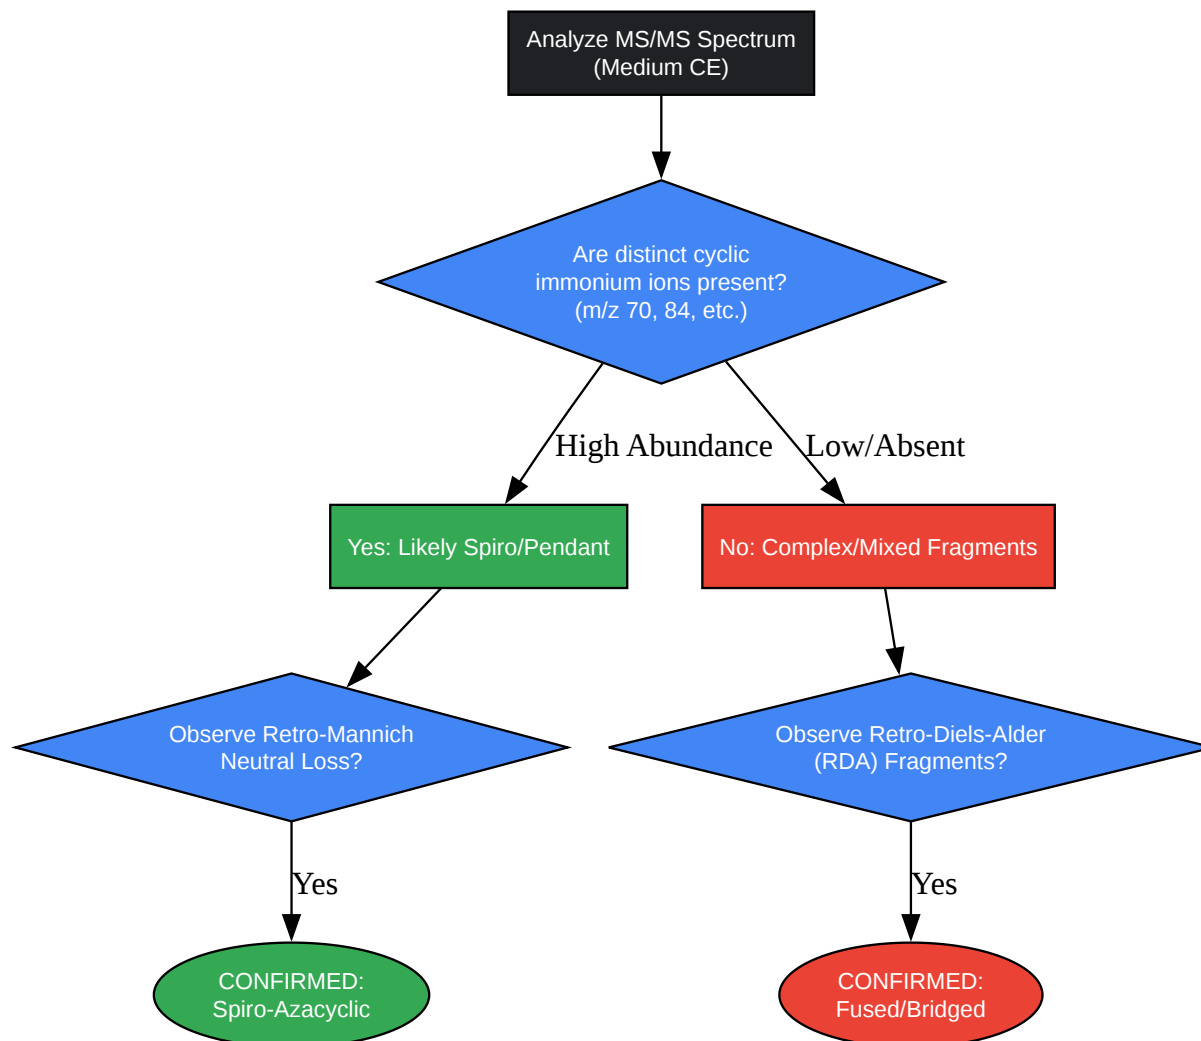 Analyze MS/MS Spectrum
(Medium CE)
Are distinct cyclic
immonium ions present?
(m/z 70, 84, etc.)
High Abundance
Low/Absent
Yes: Likely Spiro/Pendant
No: Complex/Mixed Fragments
Observe Retro-Mannich
Neutral Loss?
Observe Retro-Diels-Alder
(RDA) Fragments?
Yes
Yes
CONFIRMED:
Spiro-Azacyclic
CONFIRMED:
Fused/Bridged